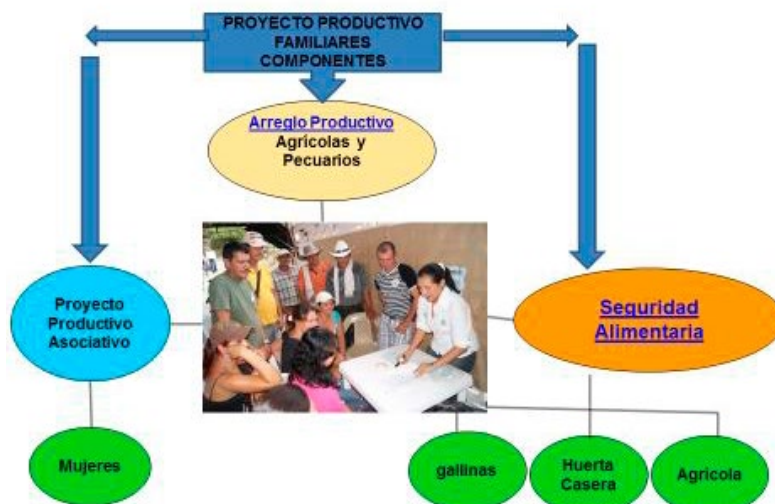 PROYECTO PRODUCTIVO
FAMILIARES
COMPONENTES
Arreglo Productivo
Agrícolas y
Pecuarios
Proyecto
Productivo
Asociativo
Seguridad
Alimentaria
Mujeres
gallinas
Huerta
Casera
Agrícola